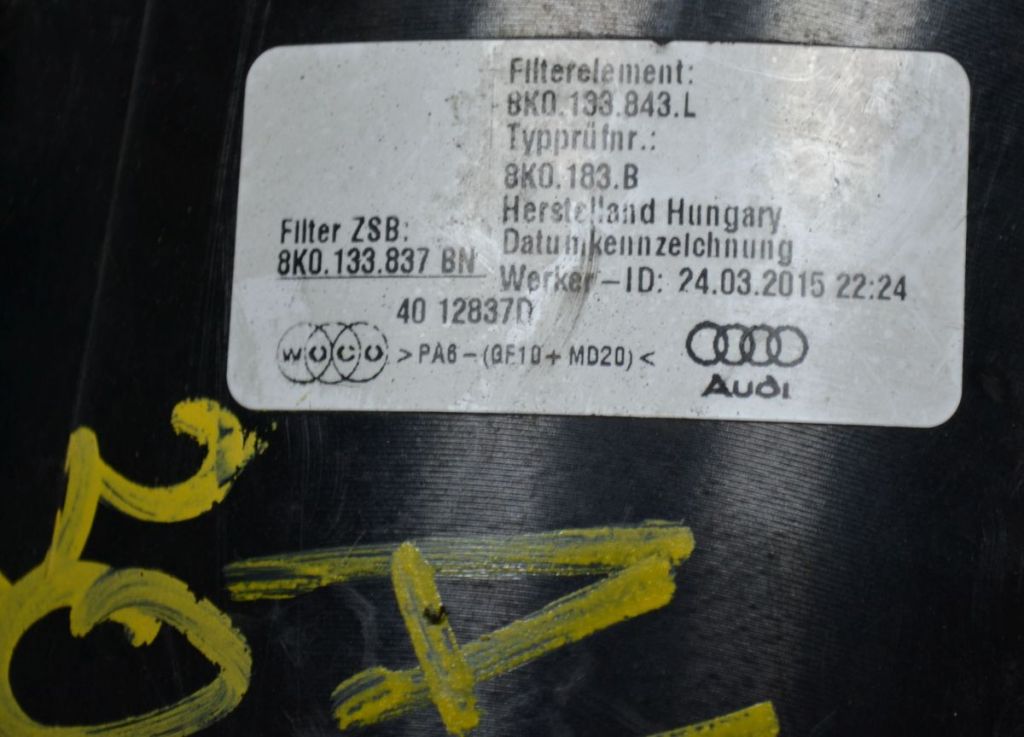 Filterelement:
8K0.133.843.L
Typprüfnr.:
8K0.183.B
Herstelland Hungary
Filter ZSB:
Datumkennzeichnung
8K0.133.837 BN
Werker-ID: 24.03.2015 22:24
40 12837D
WOCO >PA6-(GF10+MD20)<
Audi